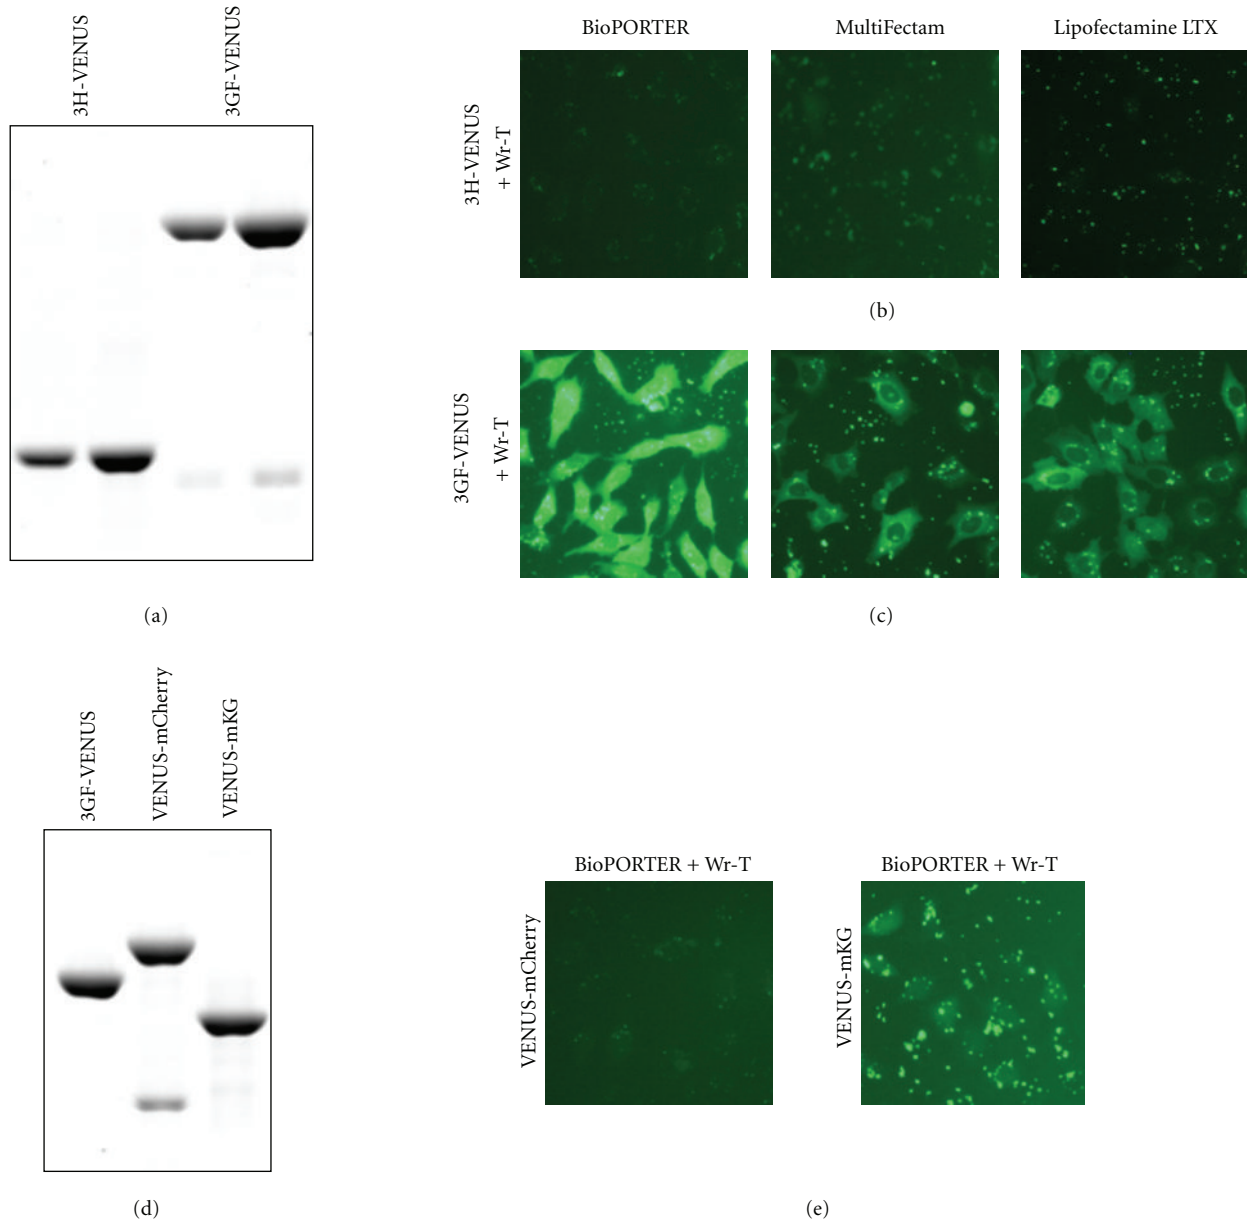 3H-VENUS
3GF-VENUS
(a)
BioPORTER
MultiFectam
Lipofectamine LTX
3H-VENUS
+ Wr-T
(b)
3GF-VENUS
+ Wr-T
(c)
3GF-VENUS
VENUS-mCherry
VENUS-mKG
(d)
BioPORTER + Wr-T
BioPORTER + Wr-T
VENUS-mCherry
VENUS-mKG
(e)